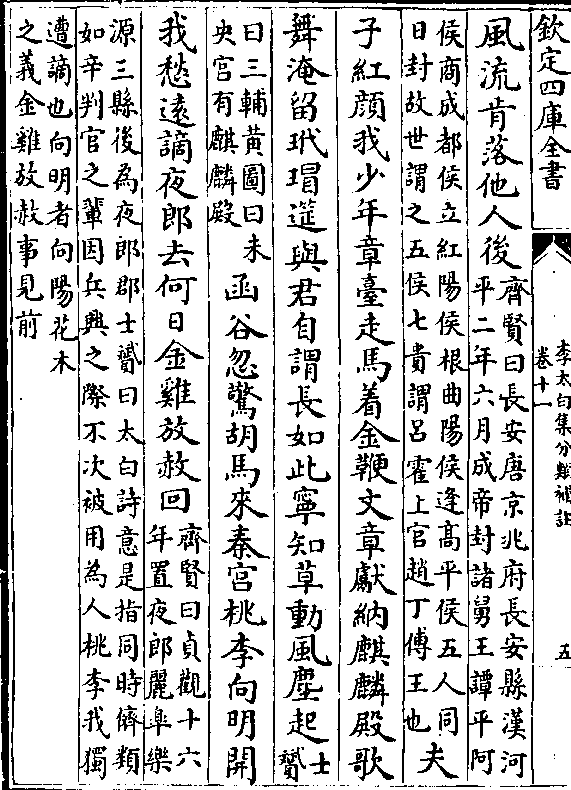 欽定四庫全書
李太白集分類補註
卷十一
五
風流肯落他人後
齊賢曰長安唐京兆府長安縣漢河
平二年六月成帝封諸舅王譚平阿
侯商成都侯立紅陽侯根曲陽侯逢髙平侯五人同
日封故世謂之五侯七貴謂吕霍上官趙丁傅王也
夫
子紅顔我少年章臺走馬着金鞭文章獻納麒麟殿歌
舞淹留玳瑁筵與君自謂長如此寧知草動風塵起
士
贇
曰三輔黄圖曰未
央宫有麒麟殿
函谷忽驚胡馬來秦宫桃李向明開
我愁遠謫夜郎去何日金雞放赦回
齊賢曰貞觀十六
年置夜郎麗臯樂
源三縣後為夜郎郡士贇曰太白詩意是指同時儕類
如辛判官之輩因兵興之際不次被用為人桃李我獨
遭謫也向明者向陽花木
之義金雞放赦事見前